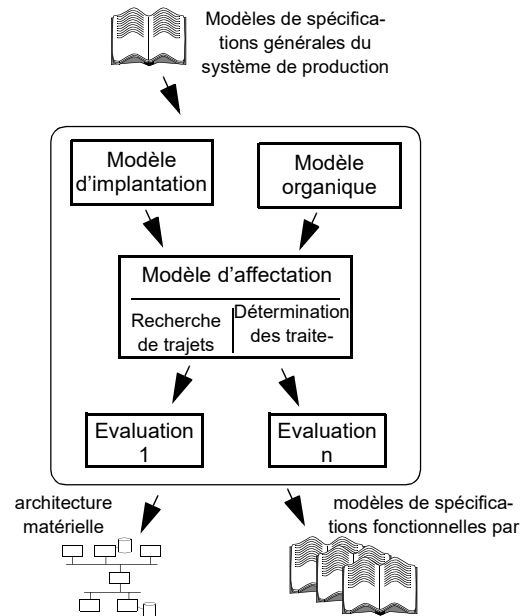 Modèles de spécifica-
tions générales du
système de production
Modèle
d'implantation
Modèle
organique
Modèle d'affectation
Recherche
de trajets
Détermination
des traite-
Evaluation
1
Evaluation
n
architecture
matérielle
modèles de spécifica-
tions fonctionnelles par